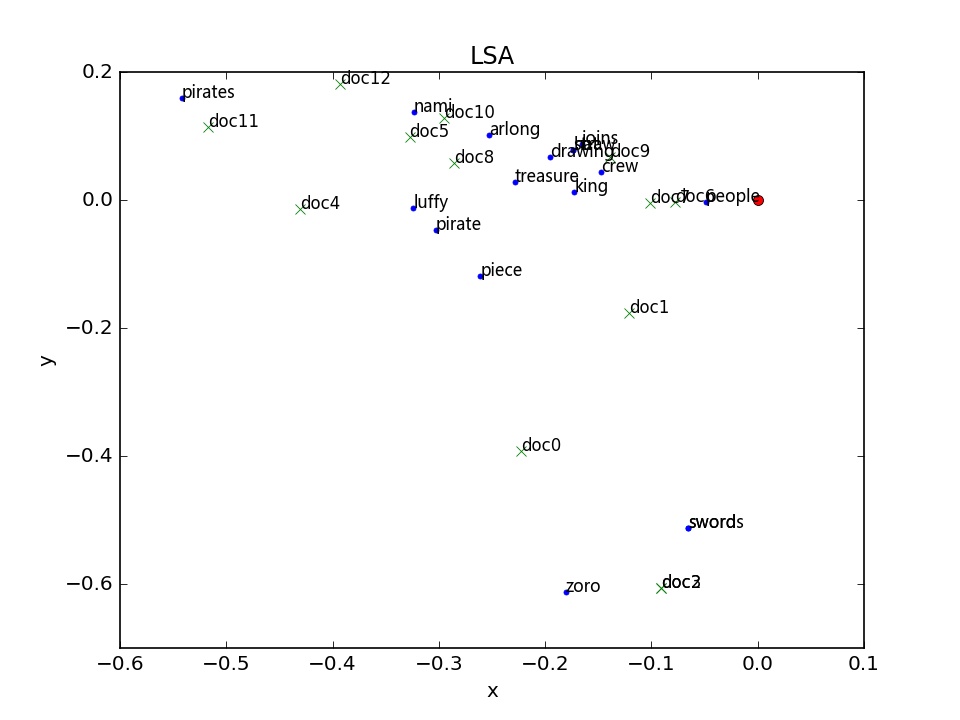 LSA
0.2
doc12
pirates
nami
doc10
doc11
doc5
arlong
joins
drawing
doc9
doc8
crew
treasure
king
0.0
doc4
luffy
doc7
doc6
people
pirate
piece
−0.2
doc1
y
−0.4
doc0
swords
−0.6
zoro
−0.6
−0.5
−0.4
−0.3
−0.2
−0.1
0.0
0.1
x